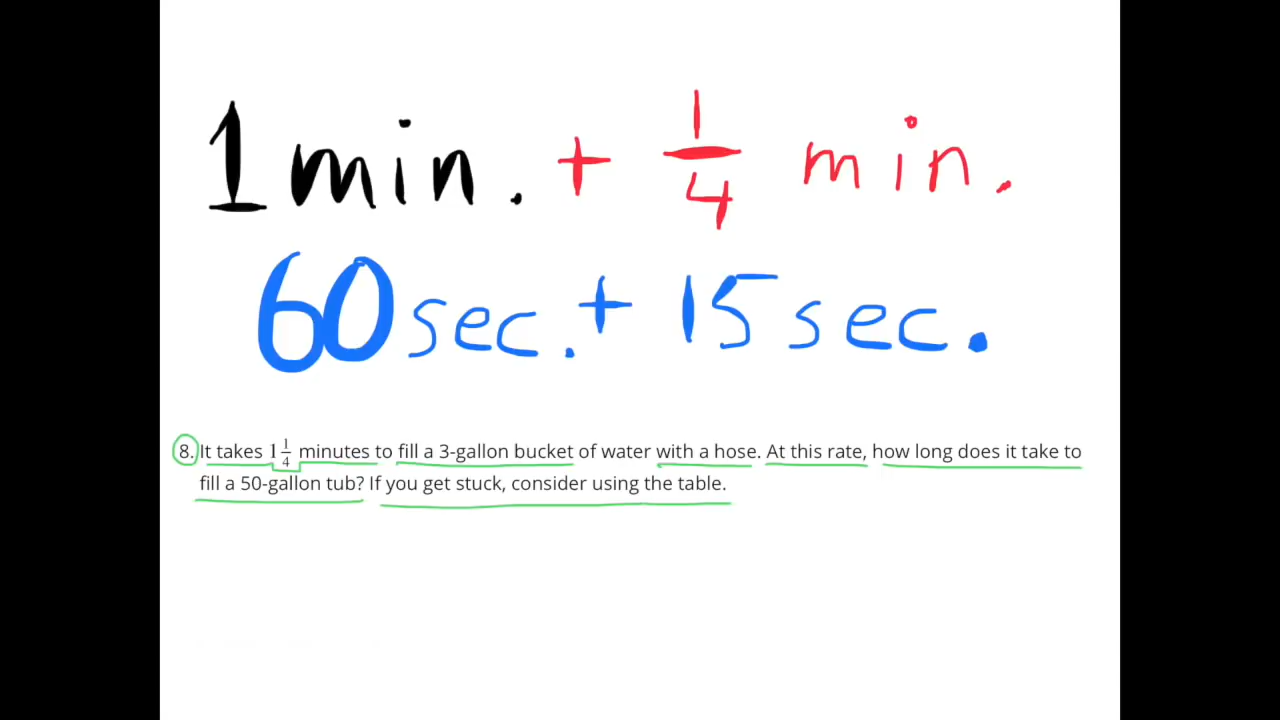 1 min. + 1/4 min.
60 sec. + 15 sec.
8. It takes 1 1/4 minutes to fill a 3-gallon bucket of water with a hose. At this rate, how long does it take to
fill a 50-gallon tub? If you get stuck, consider using the table.